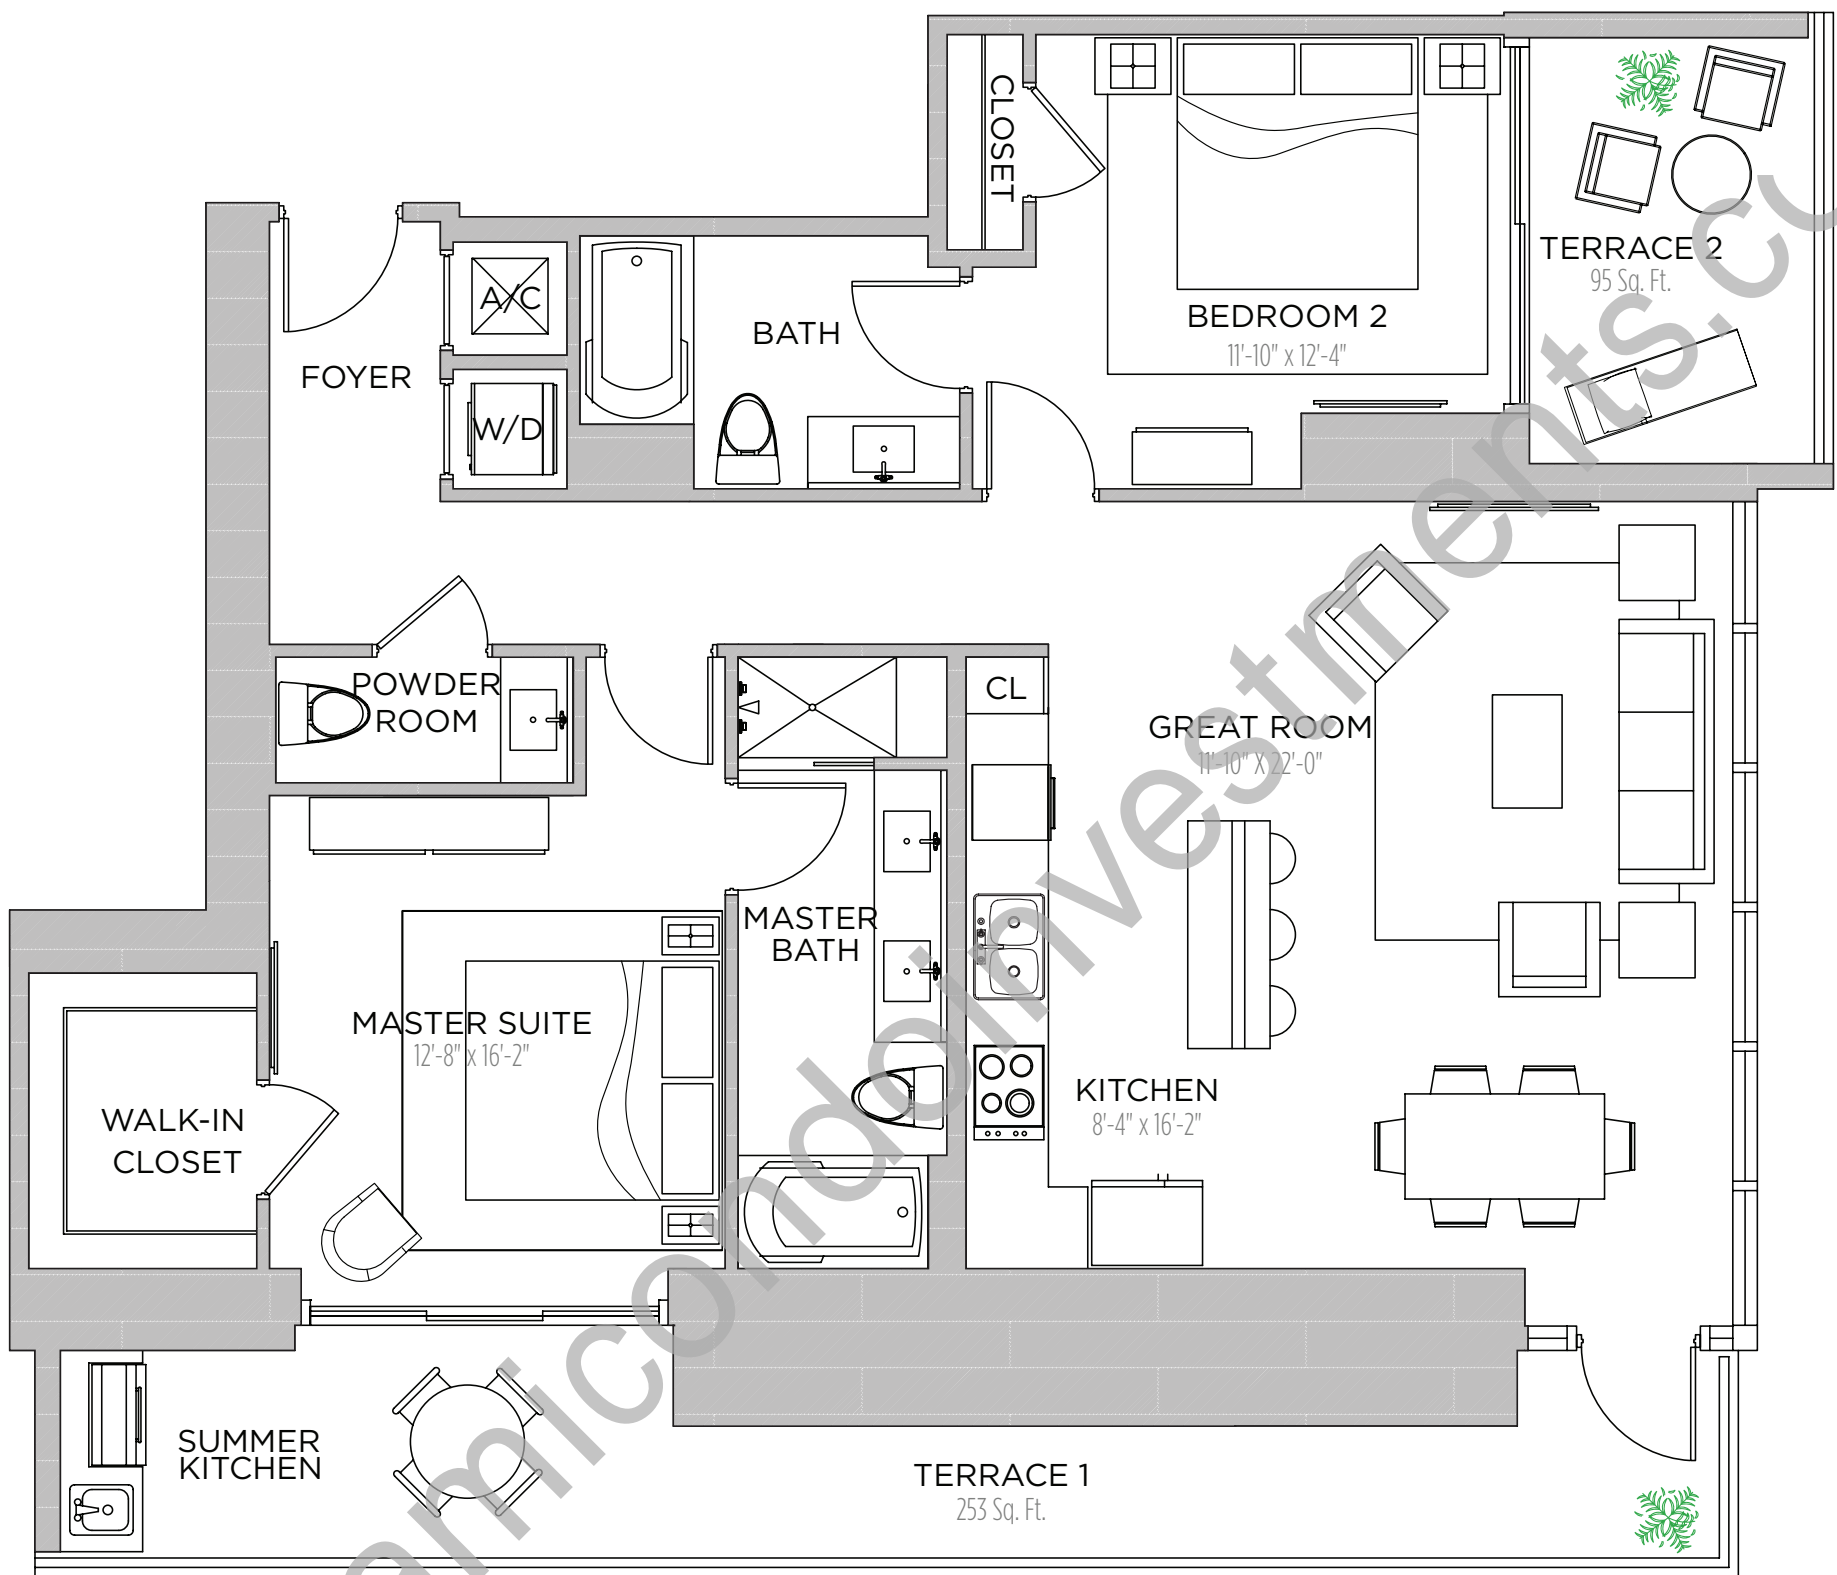 CLOSET
TERRACE 2
95 Sq. Ft.
A/C
BEDROOM 2
11'-10" x 12'-4"
BATH
FOYER
W/D
POWDER
ROOM
CL
GREAT ROOM
11'-10" X 22'-0"
MASTER
BATH
MASTER SUITE
12'-8" x 16'-2"
KITCHEN
8'-4" x 16'-2"
WALK-IN
CLOSET
SUMMER
KITCHEN
TERRACE 1
253 Sq. Ft.
amicondoinvestments.co